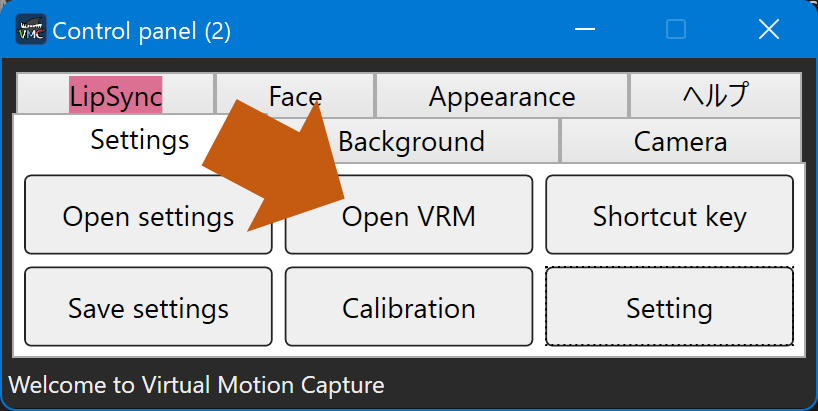 VMC Control panel (2)
LipSync Face Appearance ヘルプ
Settings Background Camera
Open settings Open VRM Shortcut key
Save settings Calibration Setting
Welcome to Virtual Motion Capture